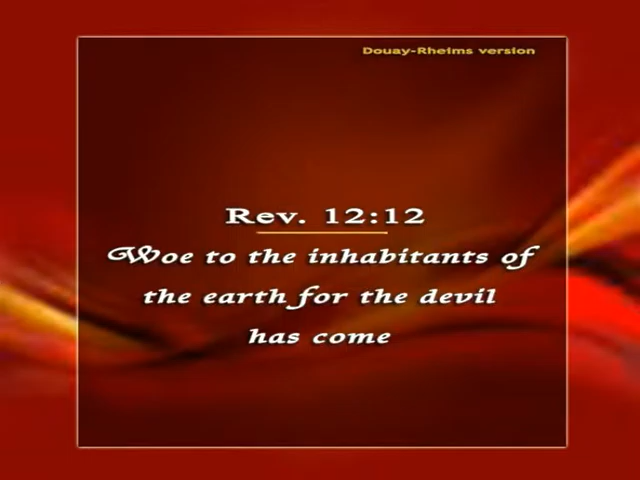 Douay-Rheims version
Rev. 12:12
Woe to the inhabitants of
the earth for the devil
has come